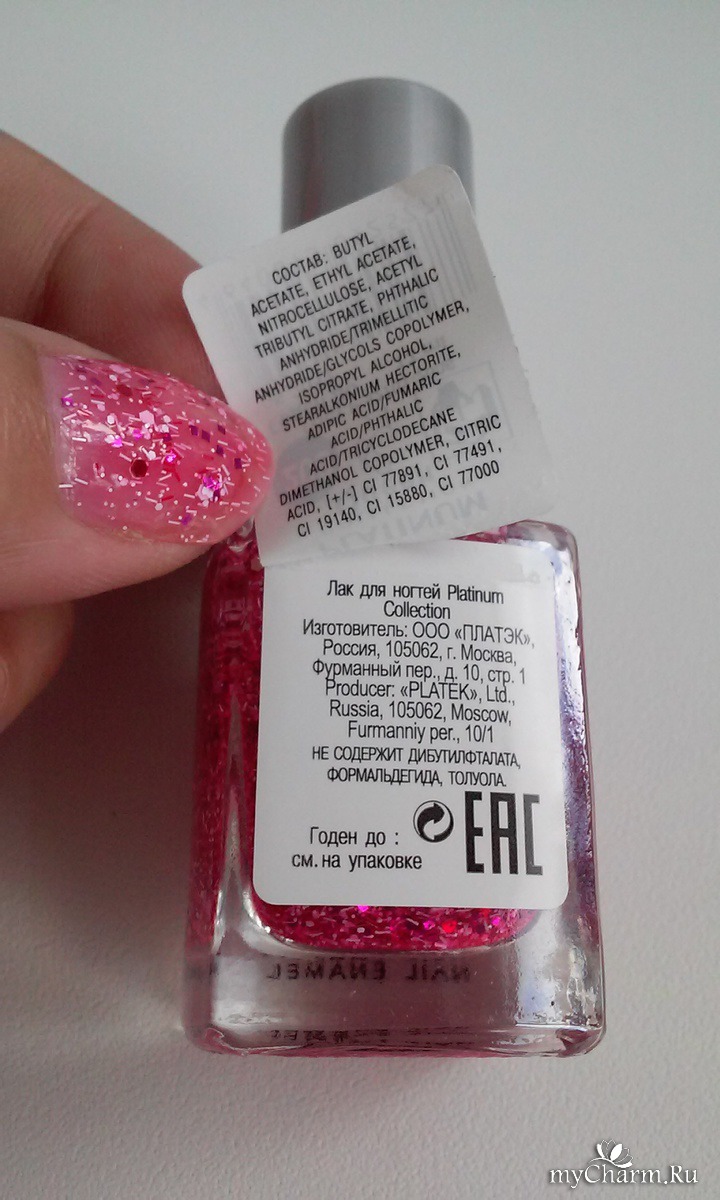 СОСТАВ: BUTYL
ACETATE, ETHYL ACETATE,
NITROCELLULOSE, ACETYL
TRIBUTYL CITRATE, PHTHALIC
ANHYDRIDE/TRIMELLITIC
ANHYDRIDE/GLYCOLS COPOLYMER,
ISOPROPYL ALCOHOL,
STEARALKONIUM HECTORITE,
ADIPIC ACID/FUMARIC
ACID/PHTHALIC
ACID/TRICYCLODECANE
DIMETHANOL COPOLYMER, CITRIC
ACID, [+/-] CI 77891, CI 77491,
CI 19140, CI 15880, CI 77000
PLATINUM
Лак для ногтей Platinum
Collection
Изготовитель: ООО «ПЛАТЭК»,
Россия, 105062, г. Москва,
Фурманный пер., д. 10, стр. 1
Producer: «PLATEK», Ltd.,
Russia, 105062, Moscow,
Furmanniy per., 10/1
НЕ СОДЕРЖИТ ДИБУТИЛФТАЛАТА,
ФОРМАЛЬДЕГИДА, ТОЛУОЛА.
Годен до :
см. на упаковке
EAC
NAIL ENAMEL
myCharm.Ru